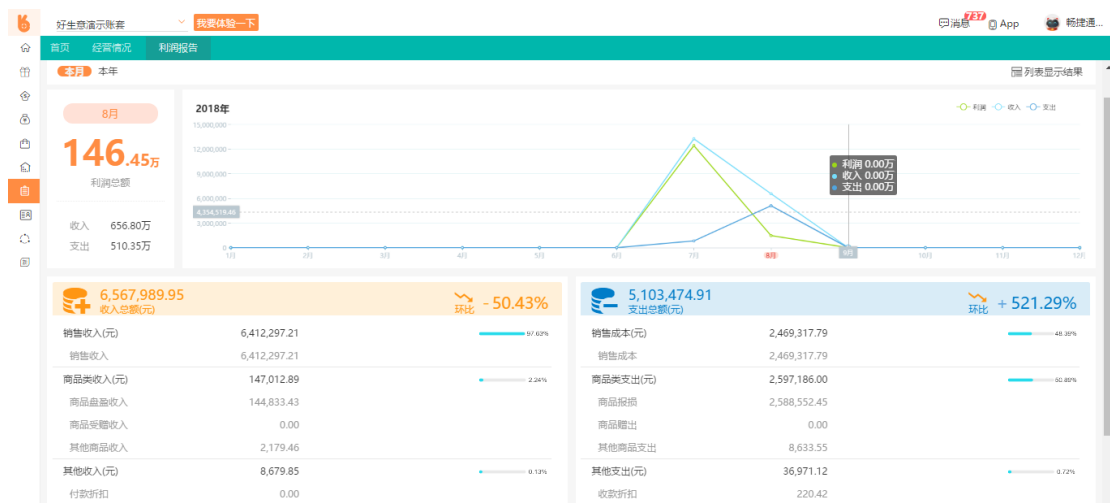 好生意演示账套
我要体验一下
消息
737
App
畅捷通...
首页 经营情况 利润报告
本月 本年
列表显示结果
8月
146.45万
利润总额
收入 656.80万
支出 510.35万
2018年
利润 收入 支出
15,000,000
12,000,000
9,000,000
6,000,000
4,354,519.46
3,000,000
0
利润 0.00万
收入 0.00万
支出 0.00万
1月 2月 3月 4月 5月 6月 7月 8月 9月 10月 11月 12月
6,567,989.95
收入总额(元)
环比 - 50.43%
销售收入(元) 6,412,297.21 97.63%
销售收入 6,412,297.21
商品类收入(元) 147,012.89 2.24%
商品盘盈收入 144,833.43
商品受赠收入 0.00
其他商品收入 2,179.46
其他收入(元) 8,679.85 0.13%
付款折扣 0.00
5,103,474.91
支出总额(元)
环比 + 521.29%
销售成本(元) 2,469,317.79 48.39%
销售成本 2,469,317.79
商品类支出(元) 2,597,186.00 50.89%
商品报损 2,588,552.45
商品赠出 0.00
其他商品支出 8,633.55
其他支出(元) 36,971.12 0.72%
收款折扣 220.42